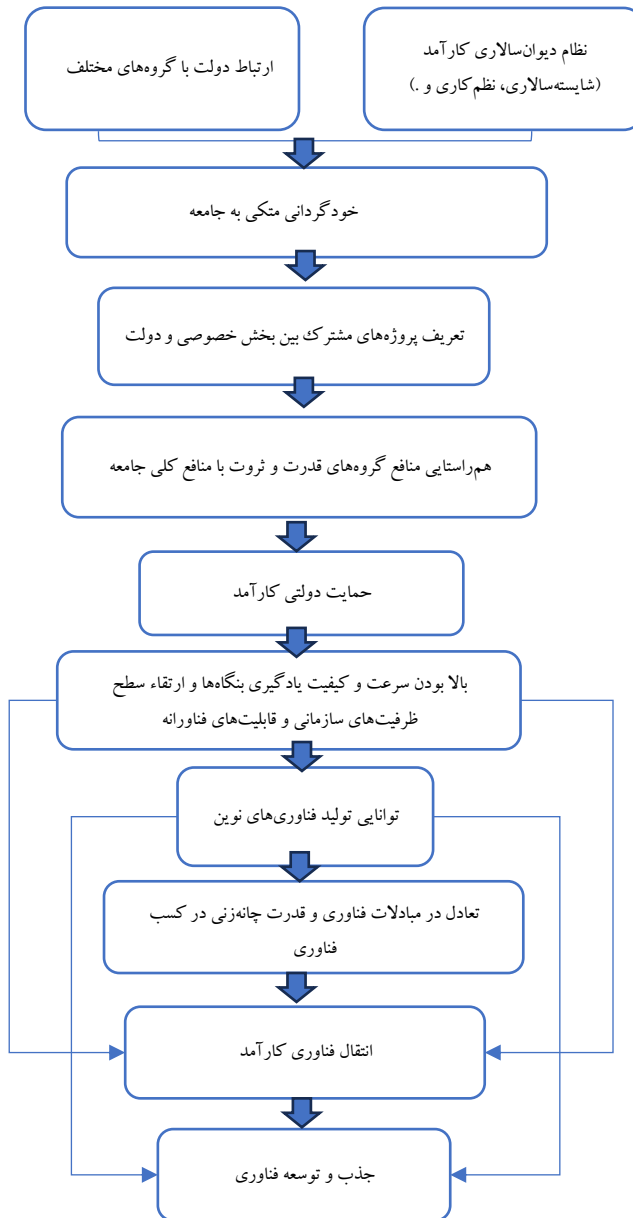 نظام دیوان‌سالاری کارآمد
(شایسته‌سالاری، نظم‌کاری و .)
ارتباط دولت با گروه‌های مختلف
خودگردانی متکی به جامعه
تعریف پروژه‌های مشترک بین بخش خصوصی و دولت
هم‌راستایی منافع گروه‌های قدرت و ثروت با منافع کلی جامعه
حمایت دولتی کارآمد
بالا بودن سرعت و کیفیت یادگیری بنگاه‌ها و ارتقاء سطح
ظرفیت‌های سازمانی و قابلیت‌های فناورانه
توانایی تولید فناوری‌های نوین
تعادل در مبادلات فناوری و قدرت چانه‌زنی در کسب
فناوری
انتقال فناوری کارآمد
جذب و توسعه فناوری